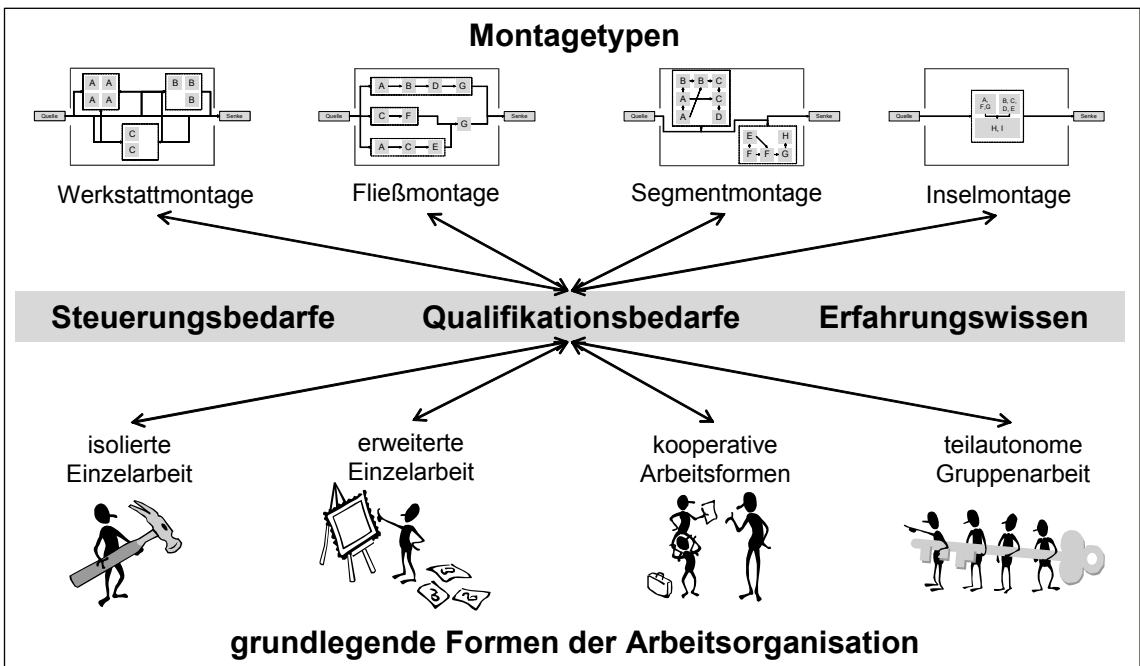 Montagetypen
A A B B
A A B
C
C
Quelle Senke
A B D G
C F
G
A C E
Quelle Senke
B B C
A C
A D
E H
F F G
Quelle Senke
A, B, C,
F,G D, E
H, I
Quelle Senke
Werkstattmontage Fließmontage Segmentmontage Inselmontage
Steuerungsbedarfe Qualifikationsbedarfe Erfahrungswissen
isolierte
Einzelarbeit
erweiterte
Einzelarbeit
kooperative
Arbeitsformen
teilautonome
Gruppenarbeit
grundlegende Formen der Arbeitsorganisation